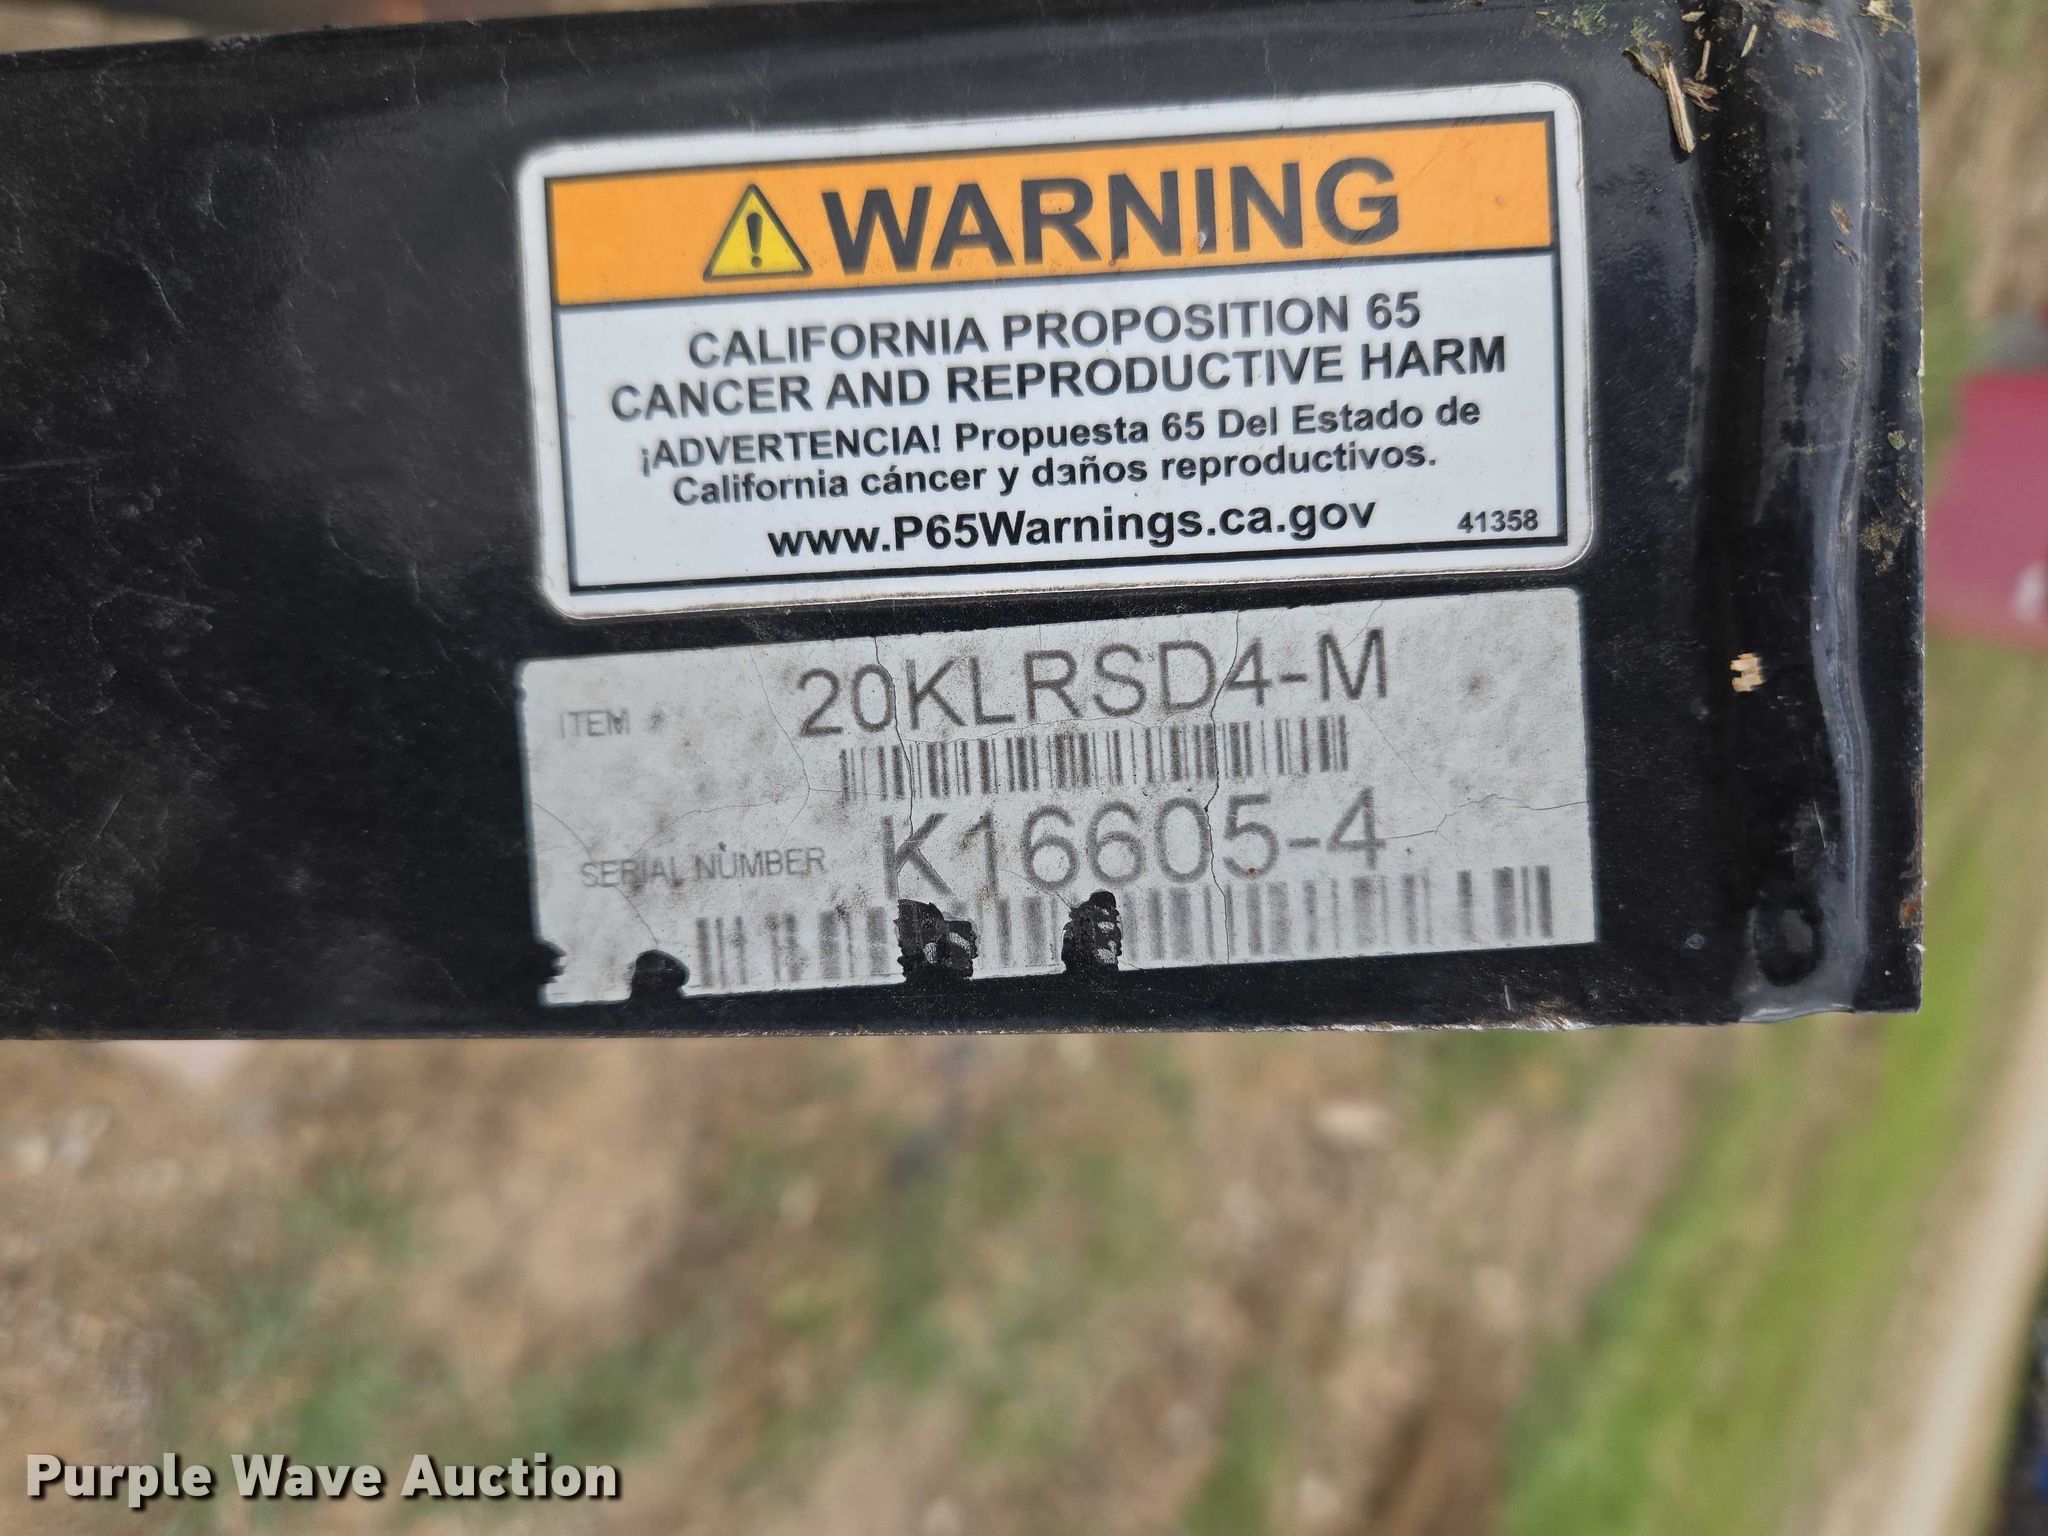 WARNING
CALIFORNIA PROPOSITION 65
CANCER AND REPRODUCTIVE HARM
¡ADVERTENCIA! Propuesta 65 Del Estado de
California cáncer y daños reproductivos.
www.P65Warnings.ca.gov 41358
ITEM # 20KLRSD4-M
SERIAL NUMBER K16605-4
Purple Wave Auction